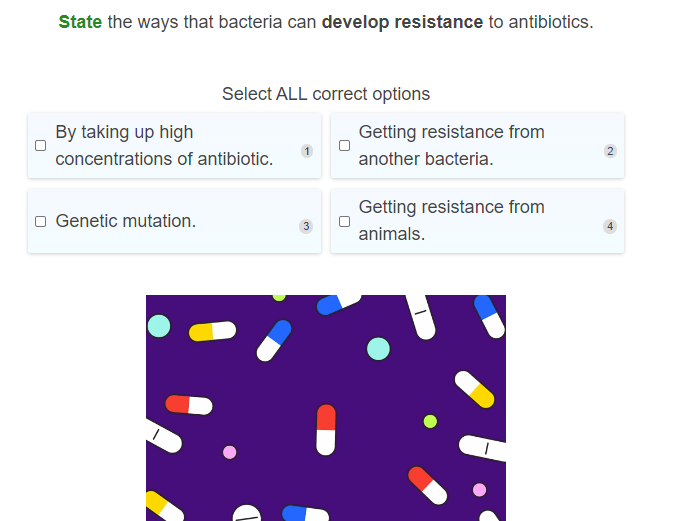 State the ways that bacteria can develop resistance to antibiotics.
Select ALL correct options
By taking up high
concentrations of antibiotic.
1
Getting resistance from
another bacteria.
2
Genetic mutation.
3
Getting resistance from
animals.
4